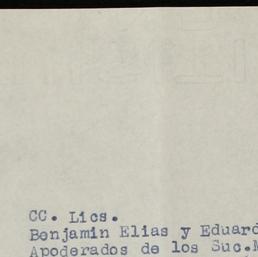 CC. Lics.
Benjamin Elias y Eduard
Apoderados de los Suc.M